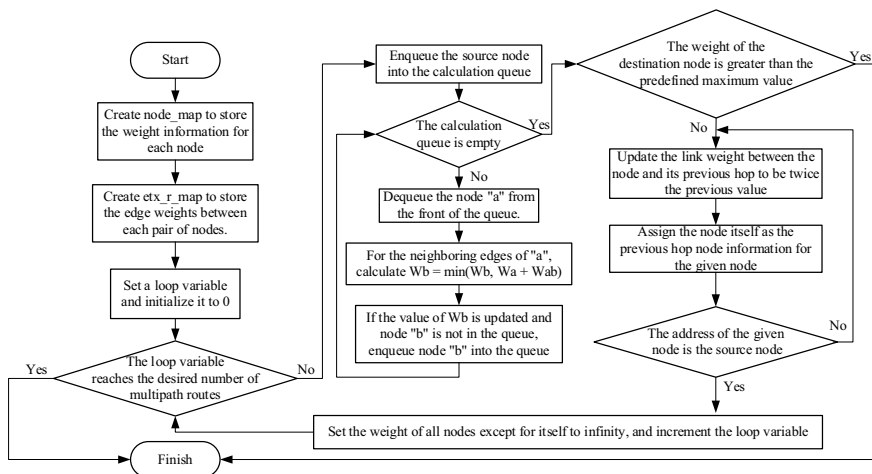 Start
Create node_map to store
the weight information for
each node
Create etx_r_map to store
the edge weights between
each pair of nodes.
Set a loop variable
and initialize it to 0
Yes
The loop variable
reaches the desired number of
multipath routes
No
Finish
Enqueue the source node
into the calculation queue
The calculation
queue is empty
Yes
No
Dequeue the node "a" from
the front of the queue.
For the neighboring edges of "a",
calculate Wb = min(Wb, Wa + Wab)
If the value of Wb is updated and
node "b" is not in the queue,
enqueue node "b" into the queue
The weight of the
destination node is greater than the
predefined maximum value
Yes
No
Update the link weight between the
node and its previous hop to be twice
the previous value
Assign the node itself as the
previous hop node information for
the given node
The address of the given
node is the source node
No
Yes
Set the weight of all nodes except for itself to infinity, and increment the loop variable